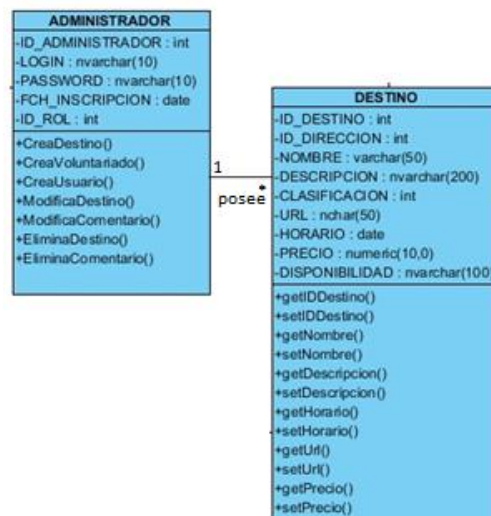 ADMINISTRADOR
-ID_ADMINISTRADOR : int
-LOGIN : nvarchar(10)
-PASSWORD : nvarchar(10)
-FCH_INSCRIPCION : date
-ID_ROL : int
+CreaDestino()
+CreaVoluntariado()
+CreaUsuario()
+ModificaDestino()
+ModificaComentario()
+EliminaDestino()
+EliminaComentario()
1
posee
*
DESTINO
-ID_DESTINO : int
-ID_DIRECCION : int
-NOMBRE : varchar(50)
-DESCRIPCION : nvarchar(200)
-CLASIFICACION : int
-URL : nchar(50)
-HORARIO : date
-PRECIO : numeric(10,0)
-DISPONIBILIDAD : nvarchar(100)
+getIDDestino()
+setIDDestino()
+getNombre()
+setNombre()
+getDescripcion()
+setDescripcion()
+getHorario()
+setHorario()
+getUrl()
+setUrl()
+getPrecio()
+setPrecio()